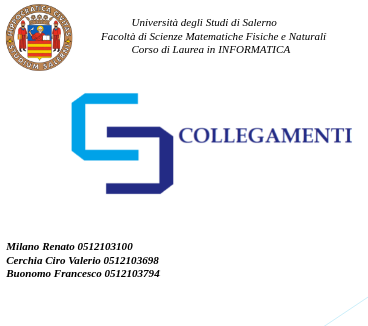 Università degli Studi di Salerno
Facoltà di Scienze Matematiche Fisiche e Naturali
Corso di Laurea in INFORMATICA
COLLEGAMENTI
Milano Renato 0512103100
Cerchia Ciro Valerio 0512103698
Buonomo Francesco 0512103794